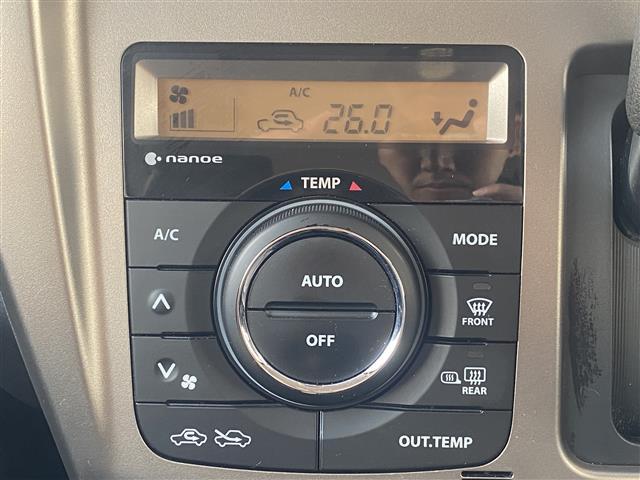 A/C
26.0
nanoe
TEMP
A/C
MODE
AUTO
OFF
FRONT
REAR
OUT.TEMP